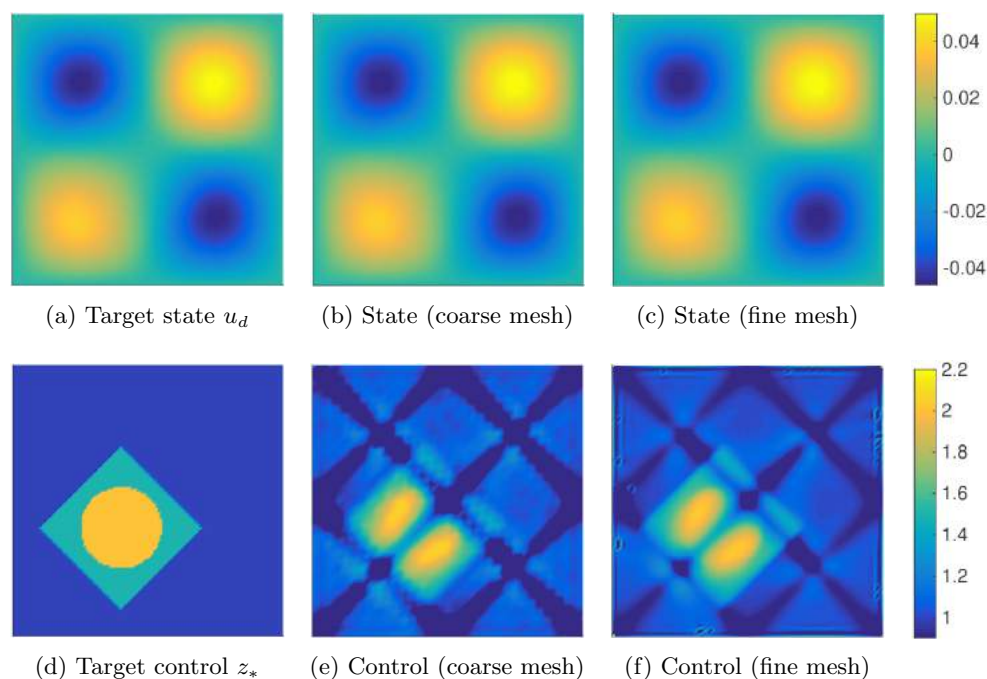 0.04
0.02
0
-0.02
-0.04
(a) Target state u_d
(b) State (coarse mesh)
(c) State (fine mesh)
2.2
2
1.8
1.6
1.4
1.2
1
(d) Target control z_*
(e) Control (coarse mesh)
(f) Control (fine mesh)